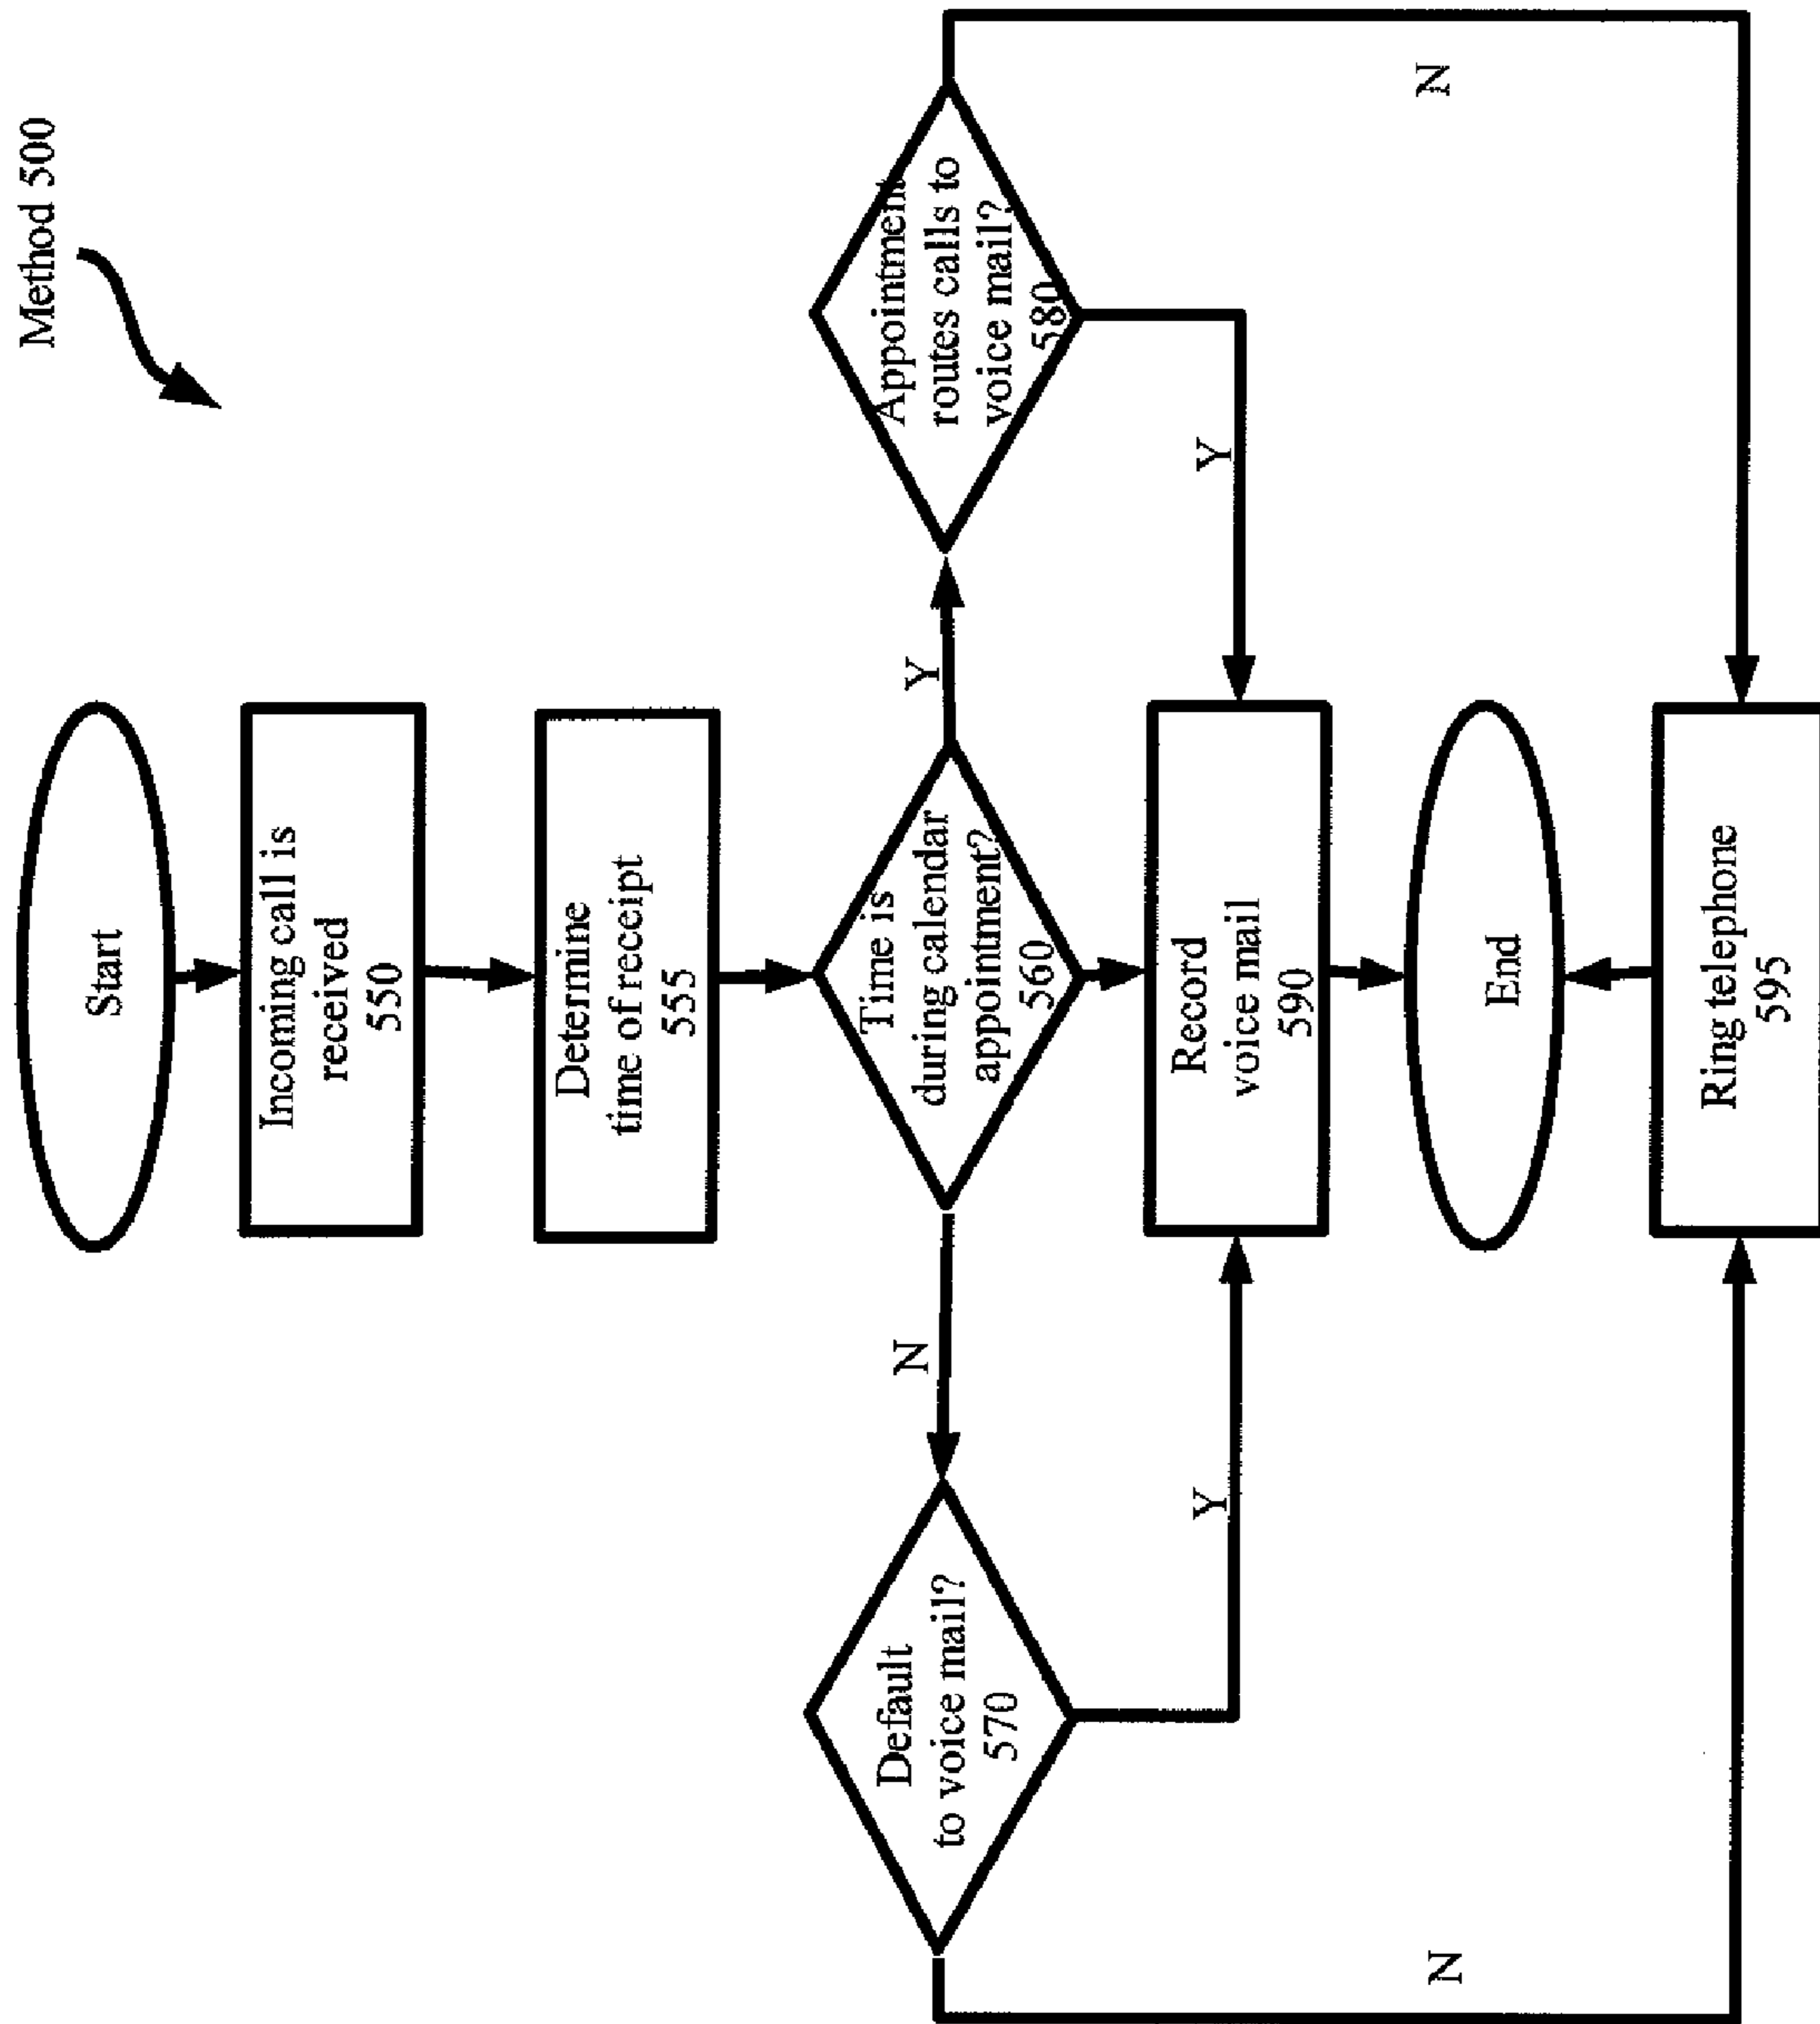 Method 500
Start
Incoming call is
received
550
Determine
time of receipt
555
Time is
during calendar
appointment?
560
N
Y
Default
to voice mail?
570
Appointment
routes calls to
voice mail?
580
Y
Y
Record
voice mail
590
N
N
End
Ring telephone
595